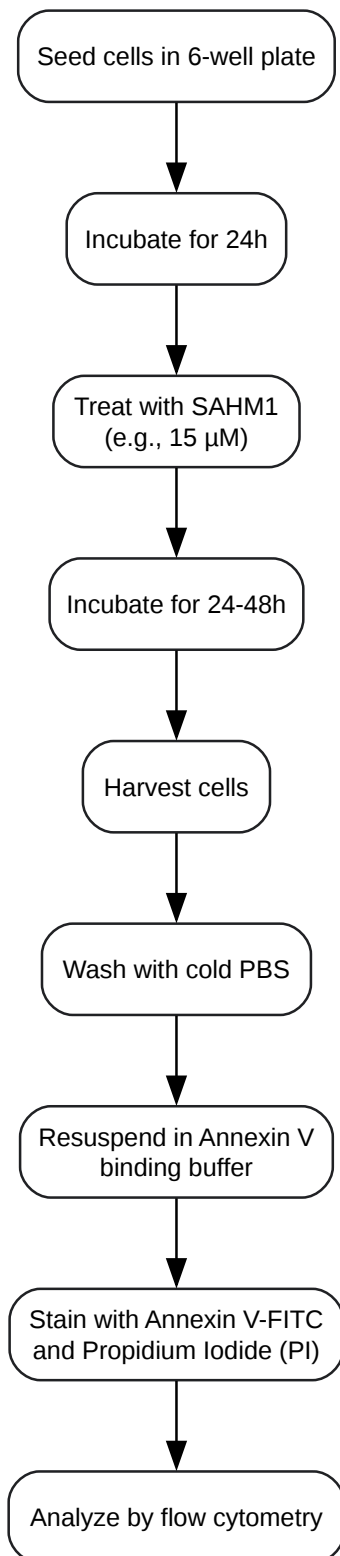 Seed cells in 6-well plate
Incubate for 24h
Treat with SAHM1
(e.g., 15 µM)
Incubate for 24-48h
Harvest cells
Wash with cold PBS
Resuspend in Annexin V
binding buffer
Stain with Annexin V-FITC
and Propidium Iodide (PI)
Analyze by flow cytometry